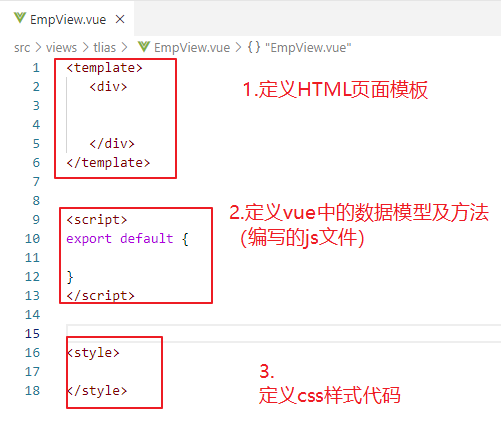 EmpView.vue ×
src > views > tlias > EmpView.vue > {} "EmpView.vue"
1 <template>
2 <div>
3
4
5 </div>
6 </template>
7
8
9 <script>
10 export default {
11
12 }
13 </script>
14
15
16 <style>
17
18 </style>
1.定义HTML页面模板
2.定义vue中的数据模型及方法
（编写的js文件）
3.
定义css样式代码